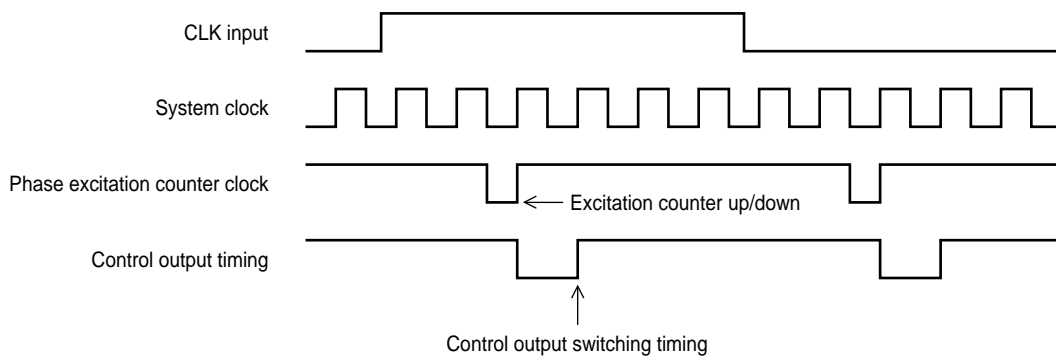 CLK input
System clock
Phase excitation counter clock
Excitation counter up/down
Control output timing
Control output switching timing